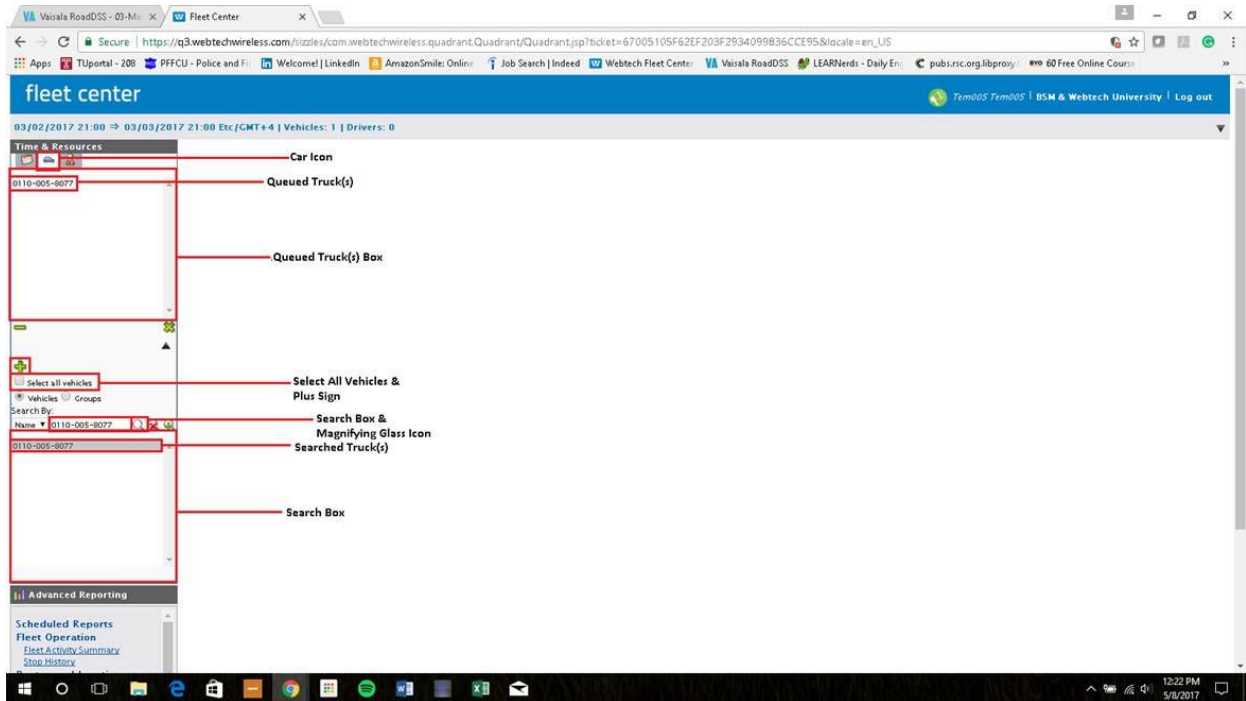 Vaisala RoadDSS - 03-Ma
Fleet Center
Secure https://q3.webtechwireless.com/sizzles/com.webtechwireless.quadrant.Quadrant/Quadrant.jsp?ticket=67005105F62EF203F2934099836CCE95&locale=en_US
Apps TUportal - 208 PFFCU - Police and Fi Welcome! | LinkedIn AmazonSmile: Online Job Search | Indeed Webtech Fleet Center Vaisala RoadDSS LEARNerds - Daily En pubs.rsc.org.libproxy. 60 Free Online Course »
fleet center
Tem005 Tem005 | BSM & Webtech University | Log out
03/02/2017 21:00 ⇒ 03/03/2017 21:00 Etc/GMT+4 | Vehicles: 1 | Drivers: 0
Time & Resources
Car Icon
0110-005-8077
Queued Truck(s)
Queued Truck(s) Box
Select all vehicles
Select All Vehicles &
Plus Sign
Vehicles Groups
Search By:
Name 0110-005-8077
Search Box &
Magnifying Glass Icon
0110-005-8077
Searched Truck(s)
Search Box
Advanced Reporting
Scheduled Reports
Fleet Operation
Fleet Activity Summary
Stop History
12:22 PM
5/8/2017